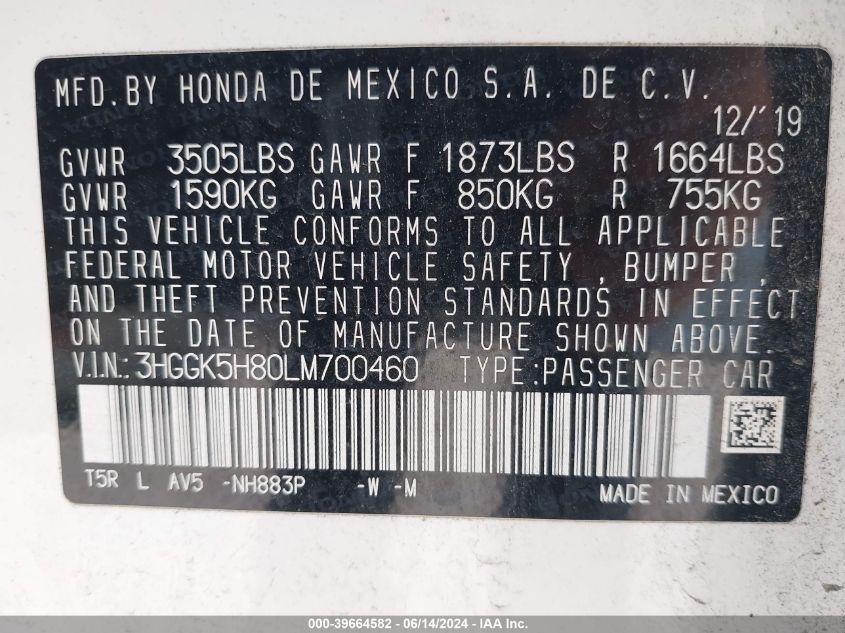 MFD.BY HONDA DE MEXICO S.A. DE C.V.
12/'19
GVWR 3505LBS GAWR F 1873LBS R 1664LBS
GVWR 1590KG GAWR F 850KG R 755KG
THIS VEHICLE CONFORMS TO ALL APPLICABLE
FEDERAL MOTOR VEHICLE SAFETY , BUMPER ,
AND THEFT PREVENTION STANDARDS IN EFFECT
ON THE DATE OF MANUFACTURE SHOWN ABOVE.
V.I.N.: 3HGGK5H80LM700460 TYPE:PASSENGER CAR
T5R L AV5 -NH883P -W -M
MADE IN MEXICO
000-39664582 - 06/14/2024 - IAA Inc.